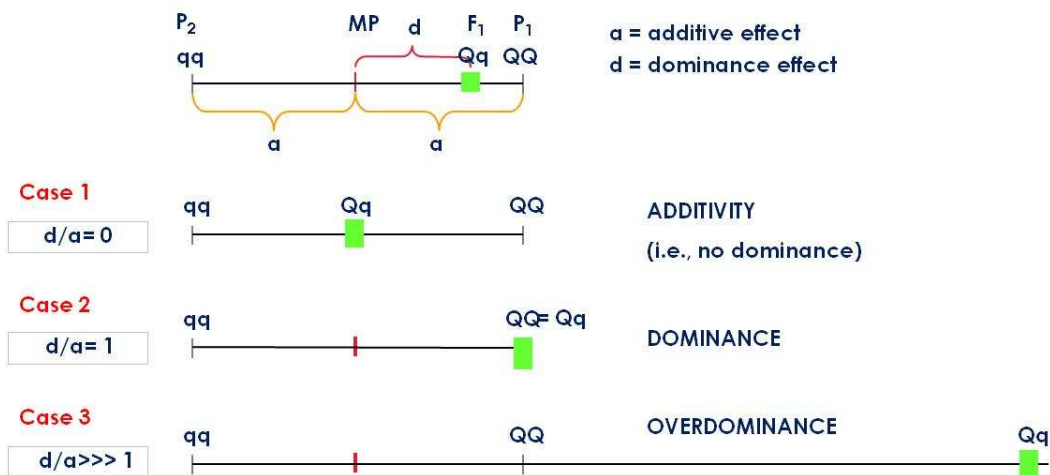 P2 MP d F1 P1
qq Qq QQ
a = additive effect
d = dominance effect
a a
Case 1
d/a= 0
qq Qq QQ
ADDITIVITY
(i.e., no dominance)
Case 2
d/a= 1
qq QQ= Qq
DOMINANCE
Case 3
d/a>>> 1
qq QQ Qq
OVERDOMINANCE